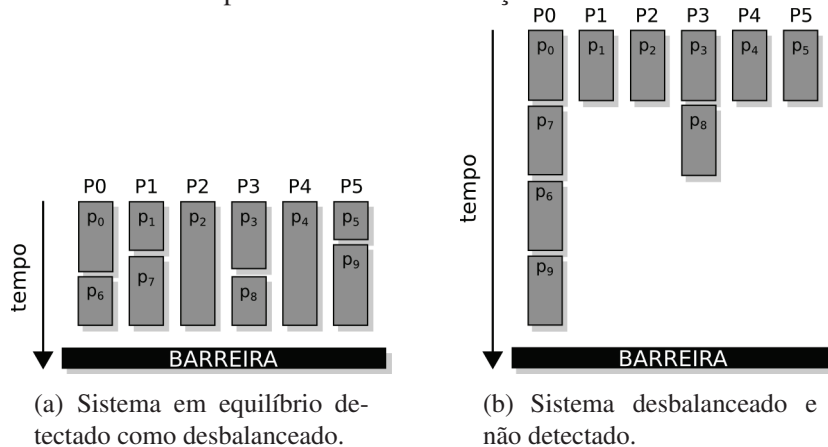 P0 P1 P2 P3 P4 P5
p0 p1 p2 p3 p4 p5
p6 p7 p8 p9
tempo
BARREIRA
(a) Sistema em equilíbrio de-
tectado como desbalanceado.
P0 P1 P2 P3 P4 P5
p0 p1 p2 p3 p4 p5
p7 p8
p6
p9
tempo
BARREIRA
(b) Sistema desbalanceado e
não detectado.